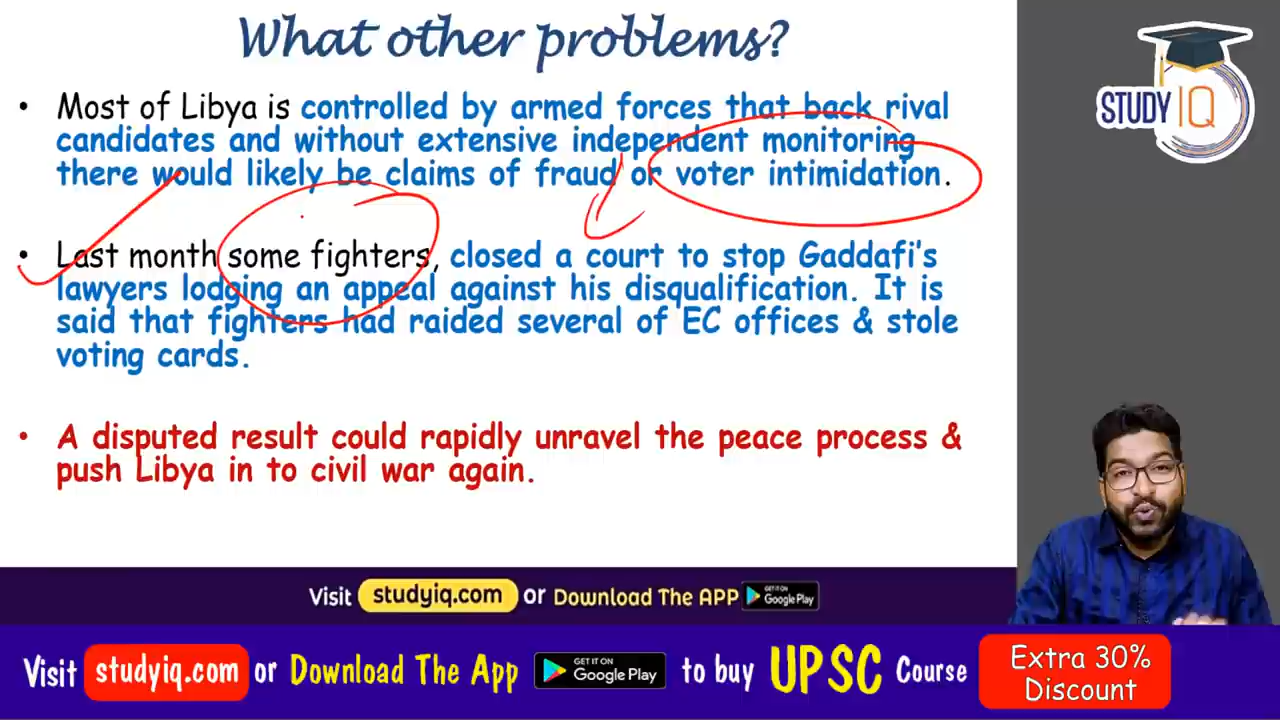 What other problems?
• Most of Libya is controlled by armed forces that back rival
candidates and without extensive independent monitoring
there would likely be claims of fraud or voter intimidation.
• Last month some fighters, closed a court to stop Gaddafi's
lawyers lodging an appeal against his disqualification. It is
said that fighters had raided several of EC offices & stole
voting cards.
• A disputed result could rapidly unravel the peace process &
push Libya in to civil war again.
STUDY IQ
Visit studyiq.com or Download The APP GET IT ON Google Play
Visit studyiq.com or Download The App GET IT ON Google Play to buy UPSC Course
Extra 30%
Discount